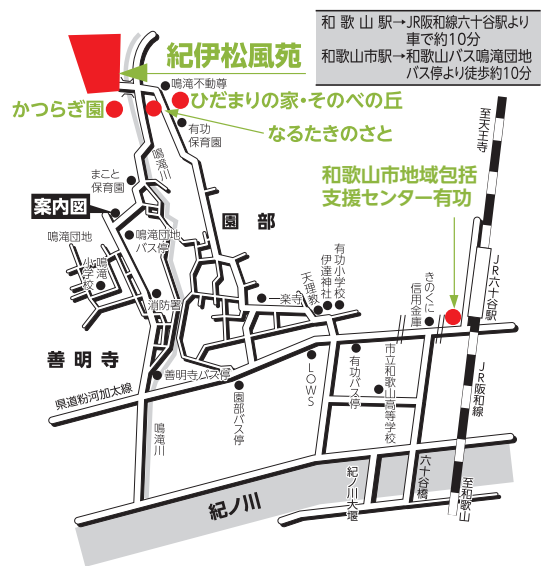 和歌山駅→JR阪和線六十谷駅より
車で約10分
和歌山市駅→和歌山バス鳴滝団地
バス停より徒歩約10分
紀伊松風苑
鳴滝不動尊
かつらぎ園
ひだまりの家・そのべの丘
有功
保育園
なるたきのさと
至天王寺
鳴滝川
まこと
保育園
和歌山市地域包括
支援センター有功
案内図
園部
鳴滝団地
鳴滝団地
バス停
鳴滝
小学校
消防署
一楽寺
天理教
伊達神社
有功小学校
きのくに
信用金庫
JR六十谷駅
善明寺
善明寺バス停
県道粉河加太線
園部バス停
LOWS
有功バス停
市立和歌山高等学校
JR阪和線
鳴滝川
紀ノ川
紀ノ川大堰
六十谷橋
至和歌山